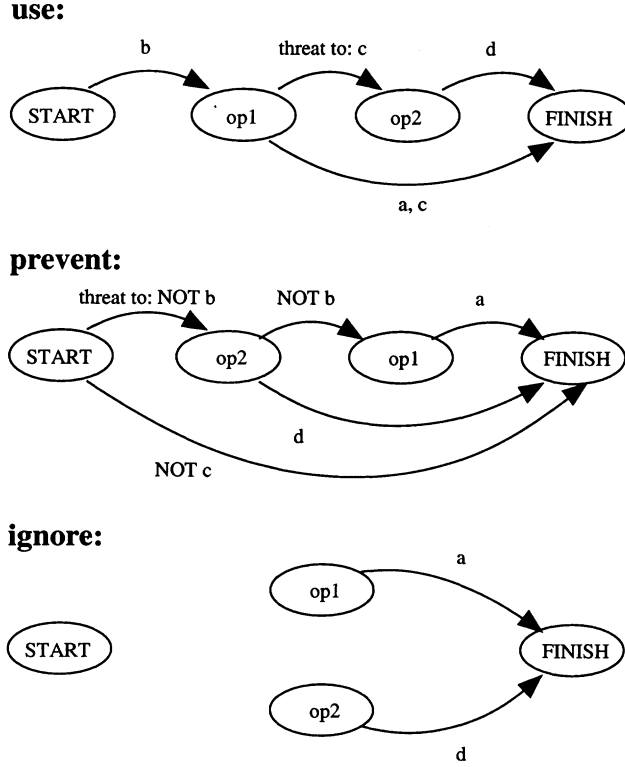 use:
b
threat to: c
d
START
op1
op2
FINISH
a, c
prevent:
threat to: NOT b
NOT b
a
START
op2
op1
FINISH
d
NOT c
ignore:
a
op1
START
FINISH
op2
d